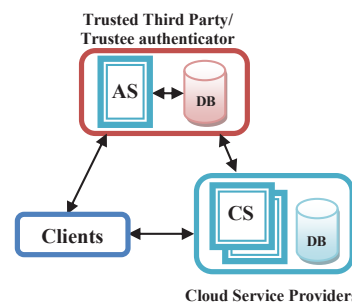 Trusted Third Party/
Trustee authenticator
AS
DB
CS
Clients
DB
Cloud Service Provider